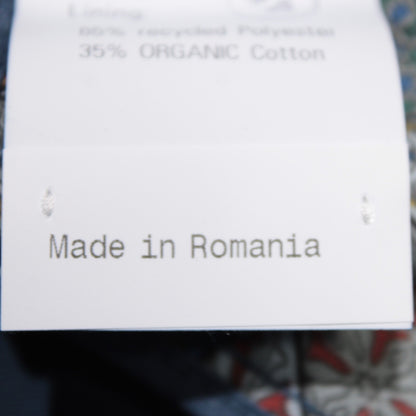 Lining:
65% recycled Polyester
35% ORGANIC Cotton
Made in Romania